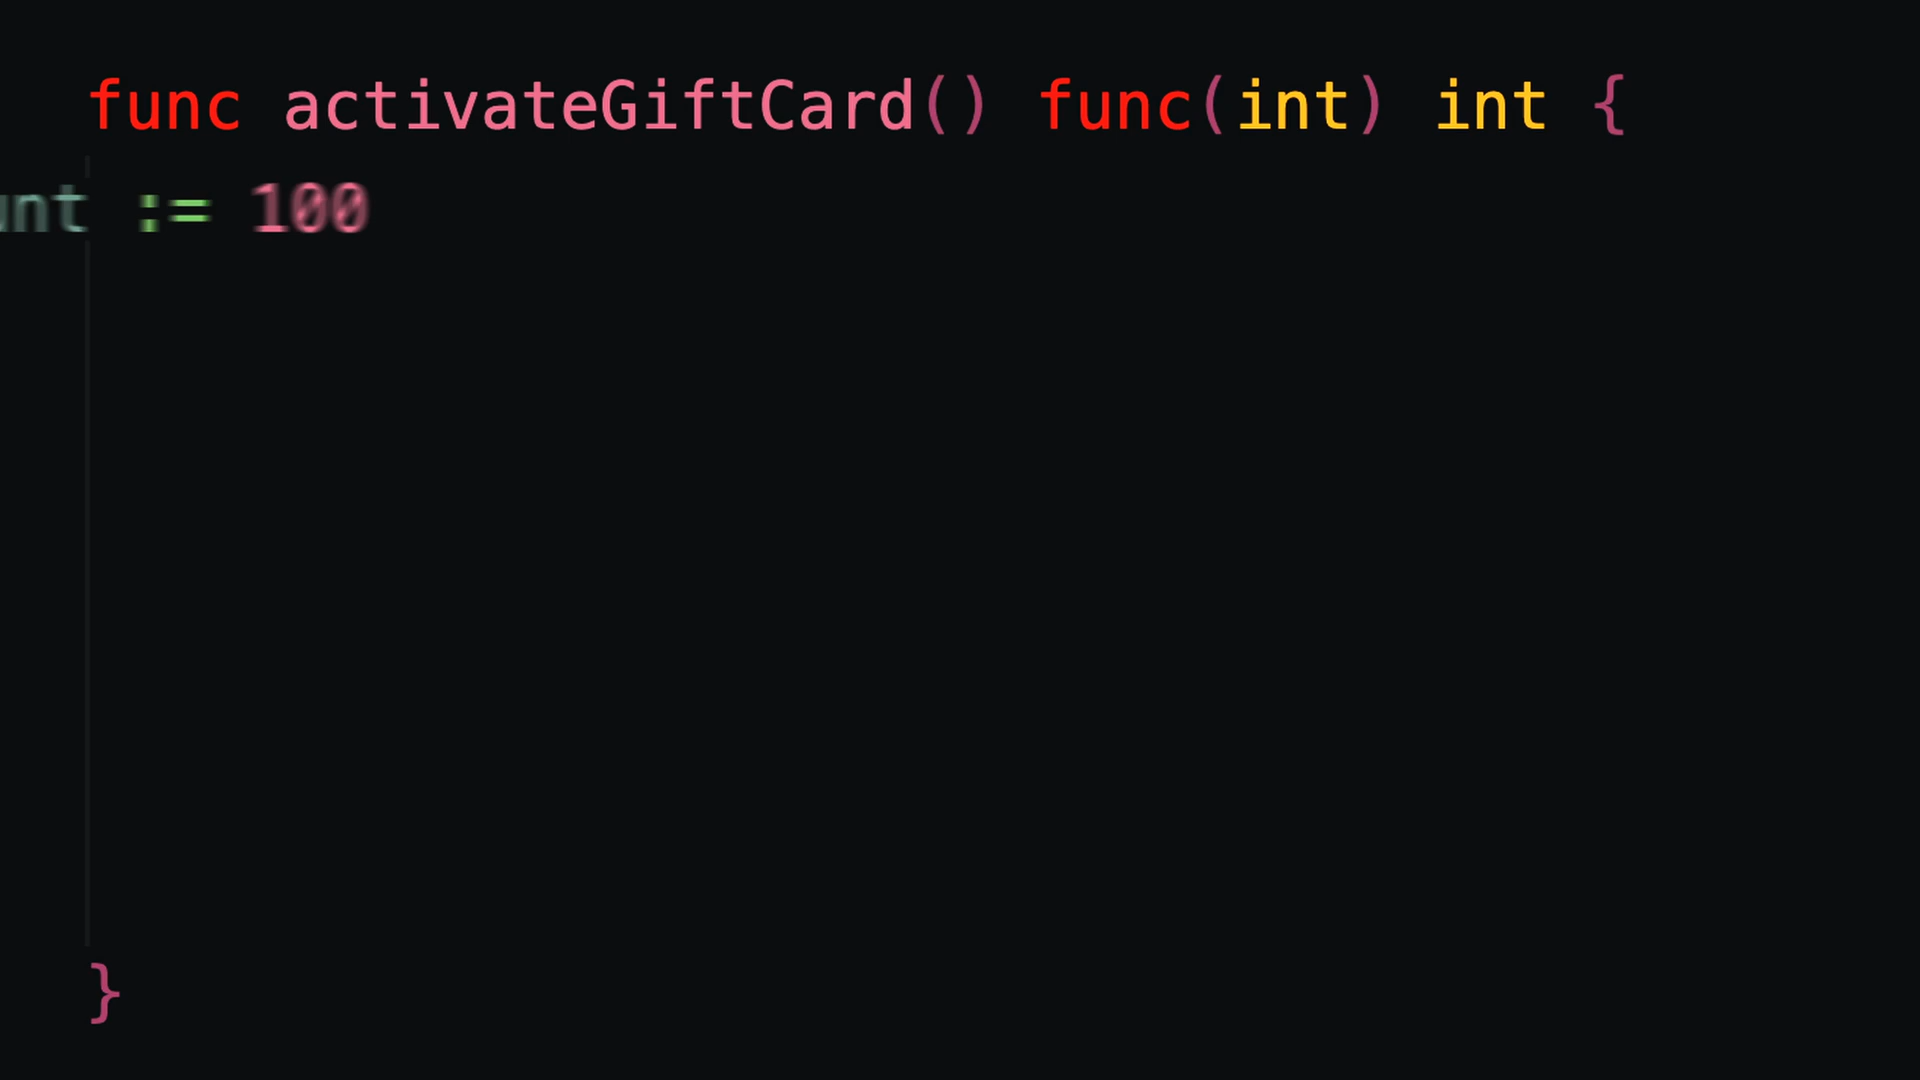 func activateGiftCard() func(int) int {
:= 100
}